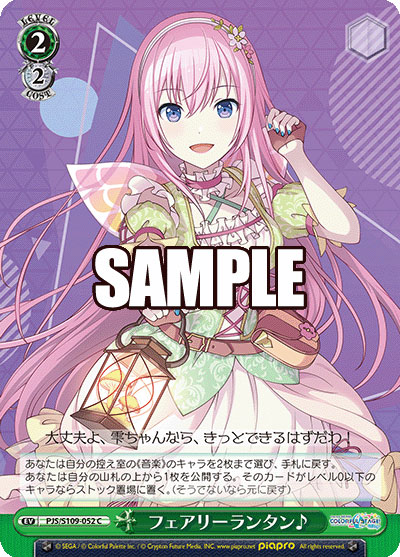 LEVEL
2
2
COST
SAMPLE
大丈夫よ、雫ちゃんなら、きっとできるはずだわ!
あなたは自分の控え室の《音楽》のキャラを2枚まで選び、手札に戻す。
あなたは自分の山札の上から1枚を公開する。そのカードがレベル0以下の
キャラならストック置場に置く。(そうでないなら元に戻す)
EV PJS/S109-052 C フェアリーランタン♪
© SEGA / © Colorful Palette Inc. / © Crypton Future Media, INC. www.piapro.net piapro All rights reserved.
COLORFUL STAGE!